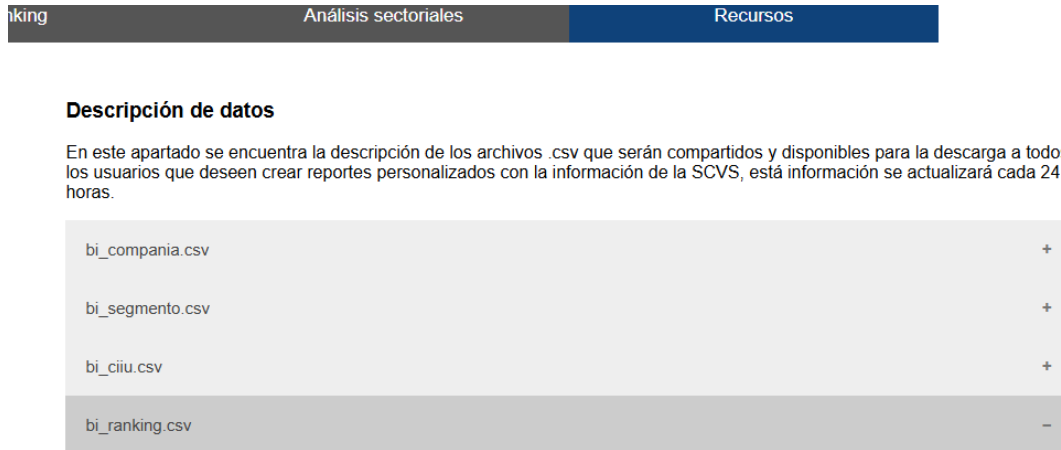 Análisis sectoriales
Recursos
Descripción de datos
En este apartado se encuentra la descripción de los archivos .csv que serán compartidos y disponibles para la descarga a todo
los usuarios que deseen crear reportes personalizados con la información de la SCVS, está información se actualizará cada 24
horas.
bi_compania.csv +
bi_segmento.csv +
bi_ciiu.csv +
bi_ranking.csv −